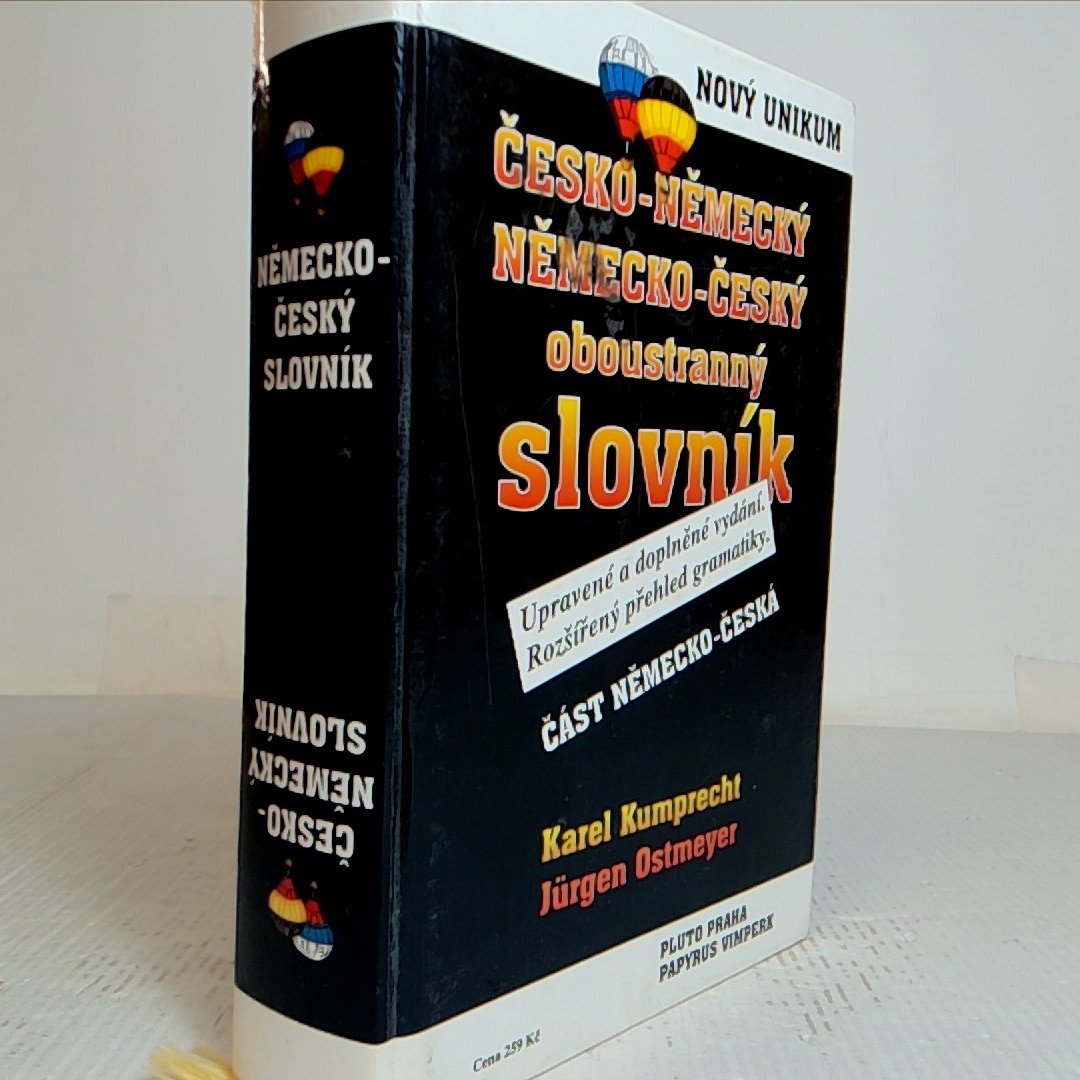 NĚMECKO-
ČESKÝ
SLOVNÍK
ČESKO-
NĚMECKÝ
SLOVNÍK
NOVÝ UNIKUM
ČESKO-NĚMECKÝ
NĚMECKO-ČESKÝ
oboustranný
slovník
Upravené a doplněné vydání.
Rozšířený přehled gramatiky.
ČÁST NĚMECKO-ČESKÁ
Karel Kumprecht
Jürgen Ostmeyer
PLUTO PRAHA
PAPYRUS VIMPERK
Cena 259 Kč